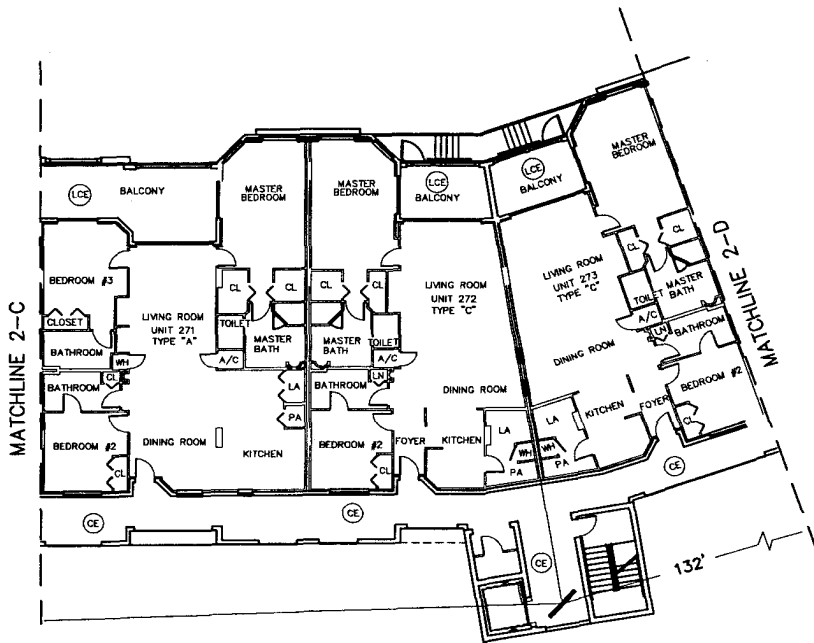 MATCHLINE 2-C
LCE
BALCONY
BEDROOM #3
CLOSET
BATHROOM
WH
BATHROOM
CL
BEDROOM #2
CL
LIVING ROOM
UNIT 271
TYPE "A"
DINING ROOM
KITCHEN
MASTER
BEDROOM
CL
CL
TOILET
A/C
MASTER
BATH
LA
PA
MASTER
BEDROOM
CL
CL
TOILET
MASTER
BATH
A/C
BATHROOM
LN
BEDROOM #2
CL
LCE
BALCONY
LIVING ROOM
UNIT 272
TYPE "C"
DINING ROOM
FOYER
KITCHEN
LA
WH
PA
LCE
BALCONY
MASTER
BEDROOM
LIVING ROOM
UNIT 273
TYPE "C"
CL
CL
TOILET
MASTER
BATH
A/C
LN
BATHROOM
DINING ROOM
BEDROOM #2
CL
FOYER
KITCHEN
LA
WH
PA
CE
CE
CE
CE
132'
MATCHLINE 2-D